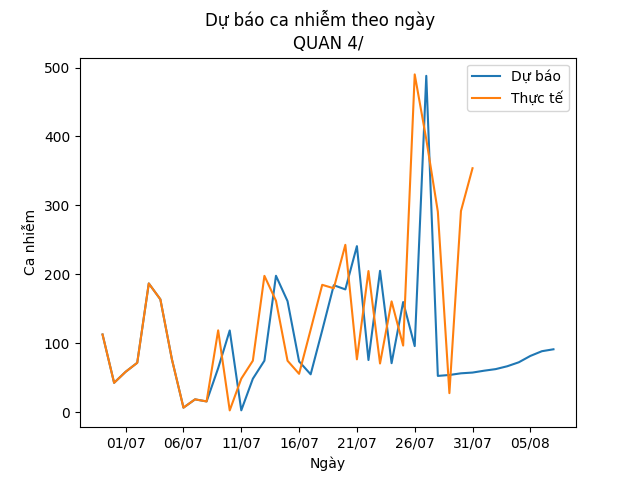 Dự báo ca nhiễm theo ngày
QUAN 4/
Dự báo
Thực tế
Ca nhiễm
500
400
300
200
100
0
01/07 06/07 11/07 16/07 21/07 26/07 31/07 05/08
Ngày